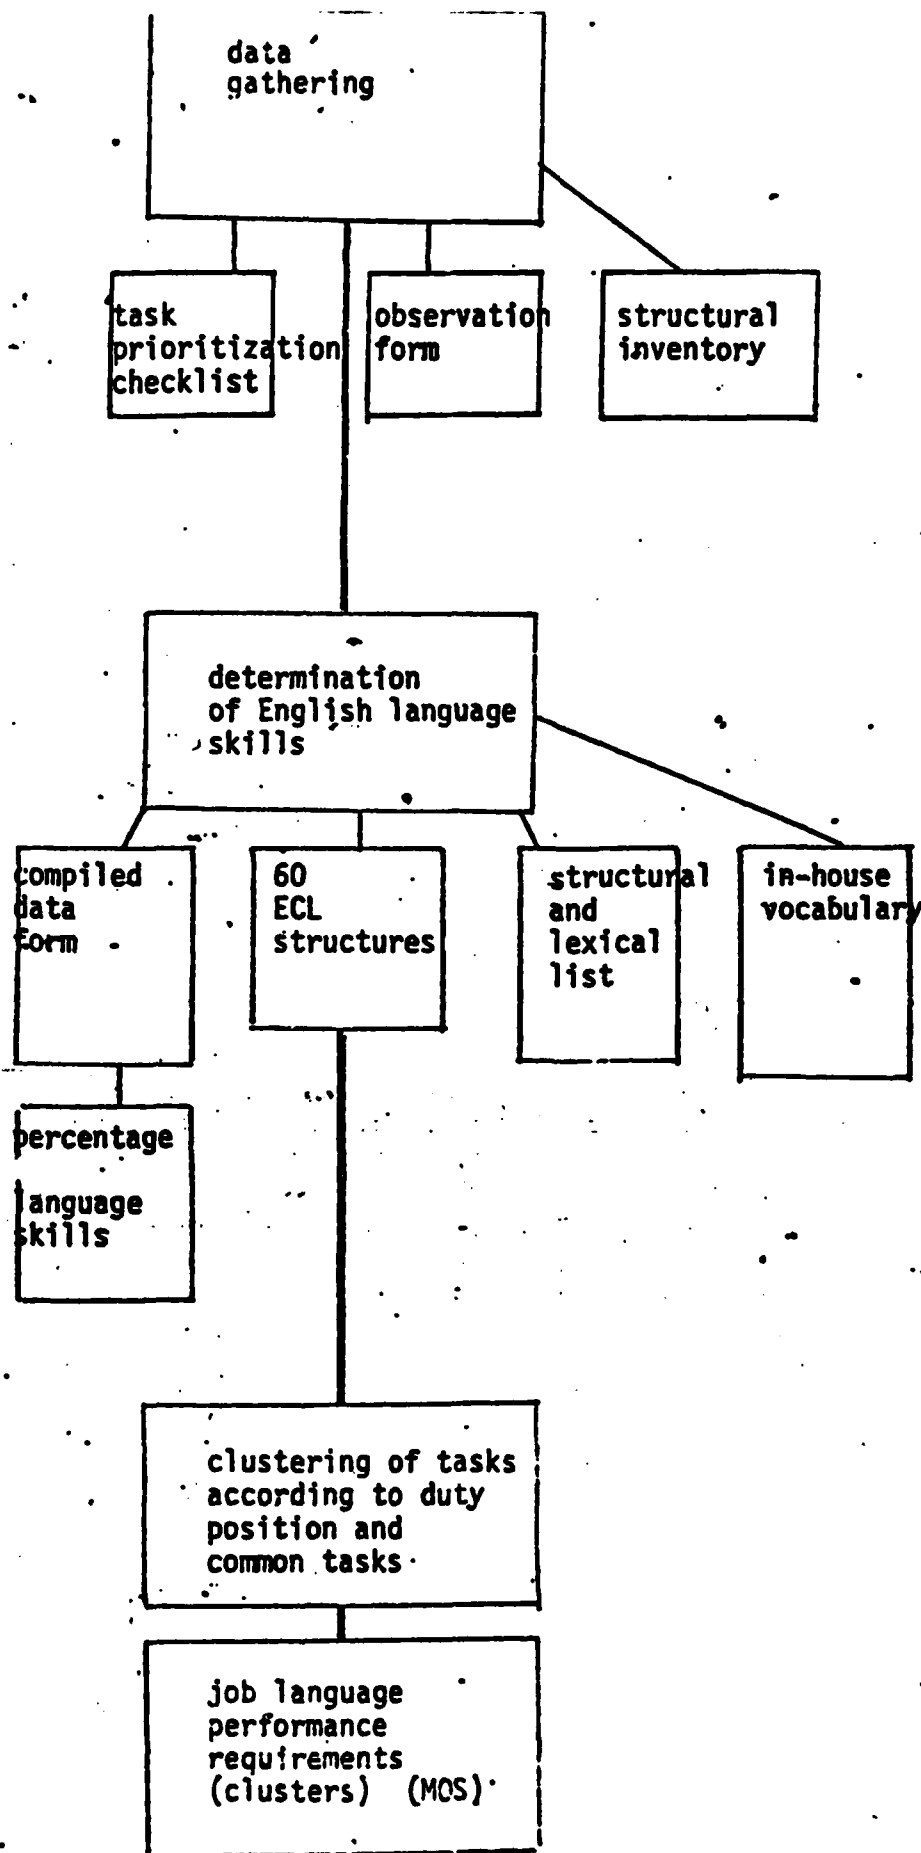 data
gathering
task
prioritization
checklist
observation
form
structural
inventory
determination
of English language
skills
compiled
data
form
60
ECL
structures
structural
and
lexical
list
in-house
vocabulary
percentage
language
skills
clustering of tasks
according to duty
position and
common tasks
job language
performance
requirements
(clusters) (MOS)